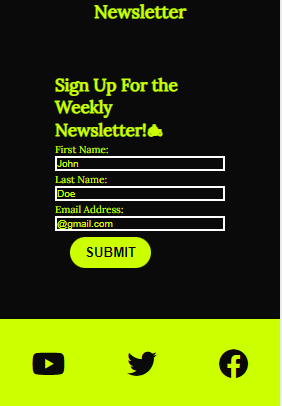 Newsletter
Sign Up For the
Weekly
Newsletter!
First Name:
John
Last Name:
Doe
Email Address:
@gmail.com
SUBMIT